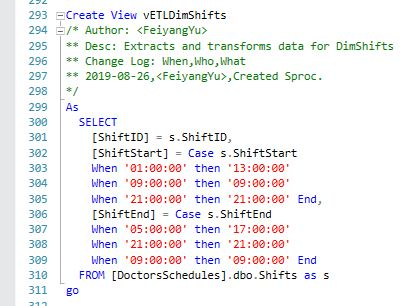 293 Create View vETLDimShifts
294 /* Author: <FeiyangYu>
295 ** Desc: Extracts and transforms data for DimShifts
296 ** Change Log: When,Who,What
297 ** 2019-08-26,<FeiyangYu>,Created Sproc.
298 */
299 As
300 SELECT
301 [ShiftID] = s.ShiftID,
302 [ShiftStart] = Case s.ShiftStart
303 When '01:00:00' then '13:00:00'
304 When '09:00:00' then '09:00:00'
305 When '21:00:00' then '21:00:00' End,
306 [ShiftEnd] = Case s.ShiftEnd
307 When '05:00:00' then '17:00:00'
308 When '21:00:00' then '21:00:00'
309 When '09:00:00' then '09:00:00' End
310 FROM [DoctorsSchedules].dbo.Shifts as s
311 go